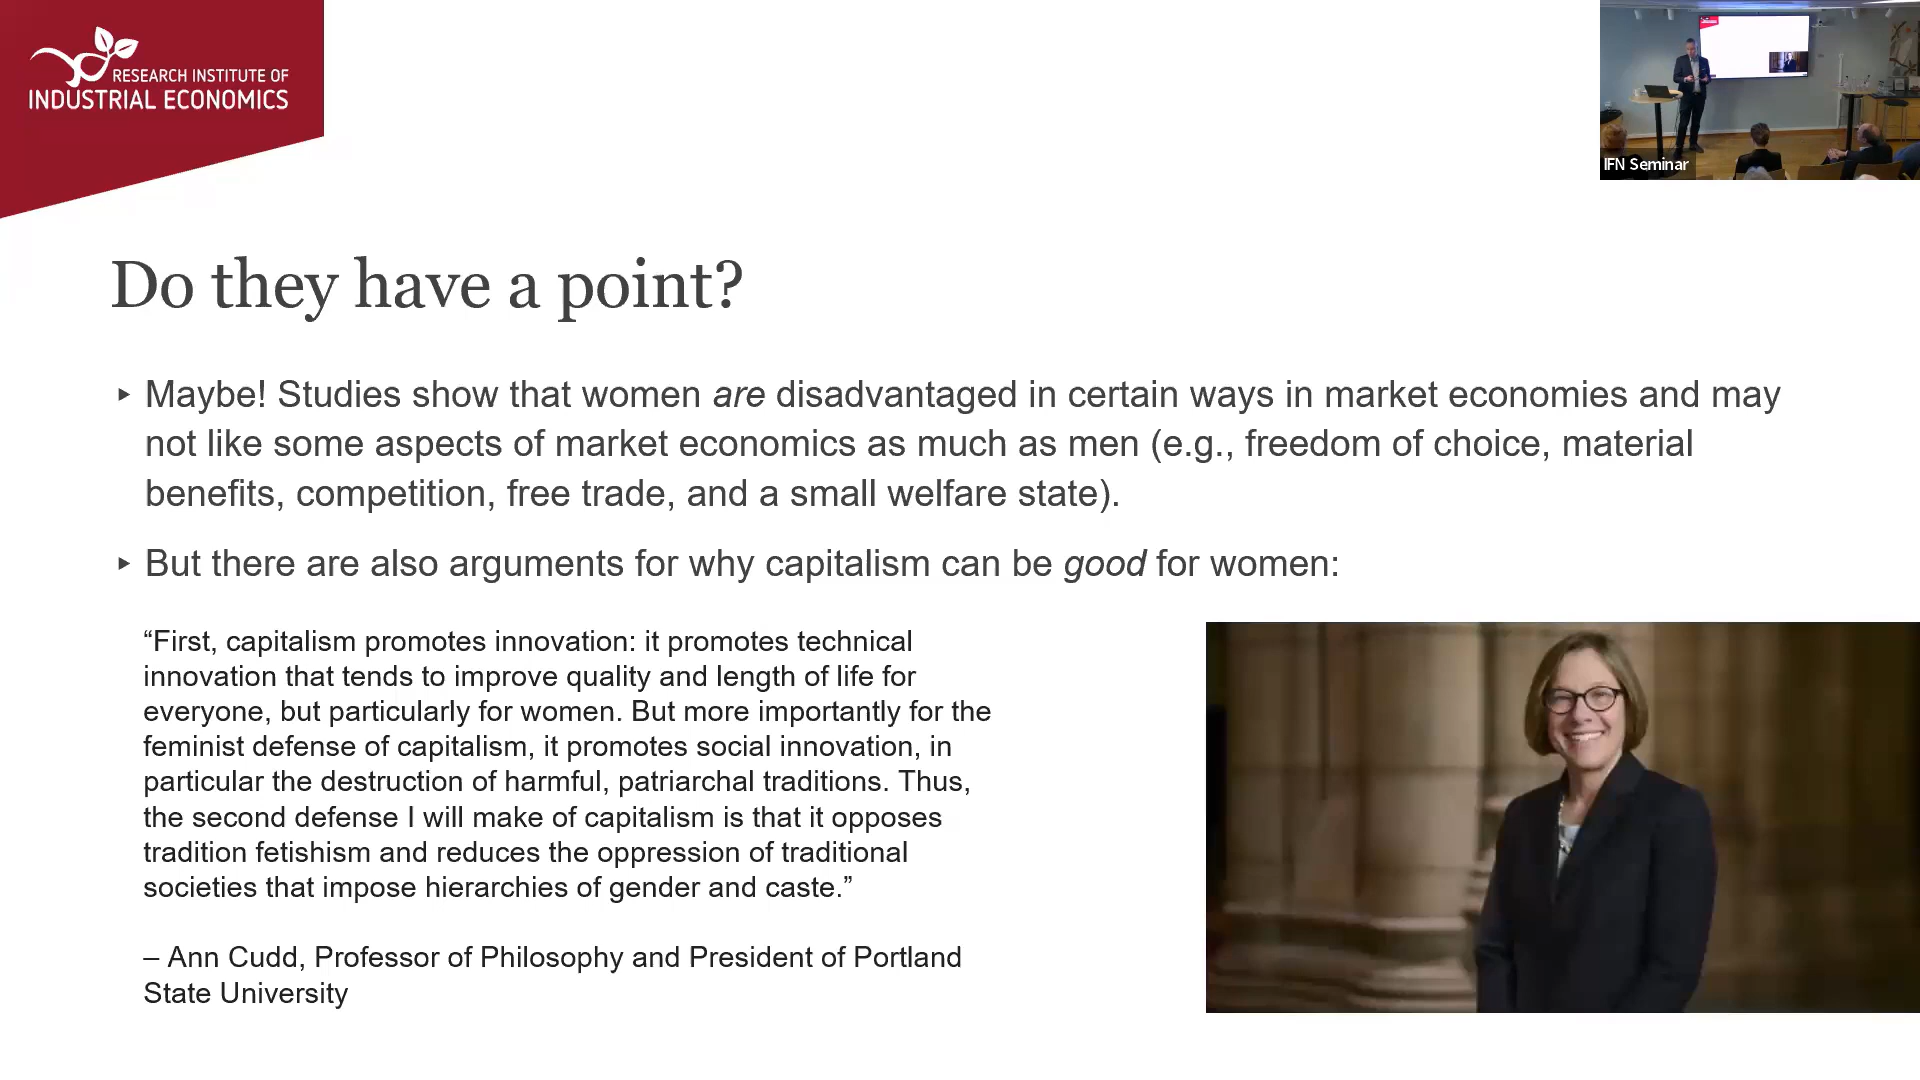 RESEARCH INSTITUTE OF
INDUSTRIAL ECONOMICS
IFN Seminar
Do they have a point?
‣ Maybe! Studies show that women are disadvantaged in certain ways in market economies and may
not like some aspects of market economics as much as men (e.g., freedom of choice, material
benefits, competition, free trade, and a small welfare state).
‣ But there are also arguments for why capitalism can be good for women:
“First, capitalism promotes innovation: it promotes technical
innovation that tends to improve quality and length of life for
everyone, but particularly for women. But more importantly for the
feminist defense of capitalism, it promotes social innovation, in
particular the destruction of harmful, patriarchal traditions. Thus,
the second defense I will make of capitalism is that it opposes
tradition fetishism and reduces the oppression of traditional
societies that impose hierarchies of gender and caste.”
– Ann Cudd, Professor of Philosophy and President of Portland
State University